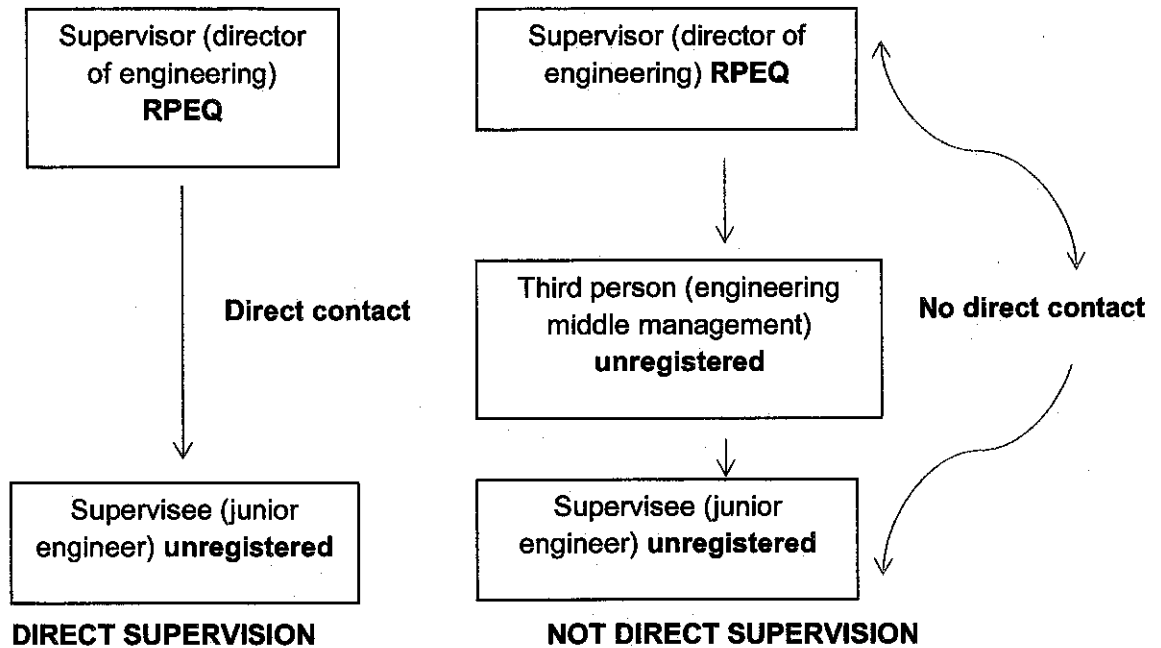 Supervisor (director
of engineering)
RPEQ
Direct contact
Supervisee (junior
engineer) unregistered
DIRECT SUPERVISION
Supervisor (director of
engineering) RPEQ
Third person (engineering
middle management)
unregistered
No direct contact
Supervisee (junior
engineer) unregistered
NOT DIRECT SUPERVISION